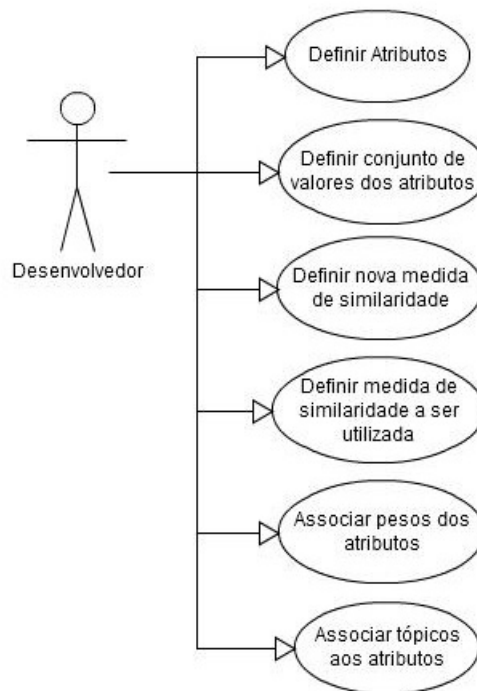 Definir Atributos
Definir conjunto de
valores dos atributos
Desenvolvedor
Definir nova medida
de similaridade
Definir medida de
similaridade a ser
utilizada
Associar pesos dos
atributos
Associar tópicos
aos atributos